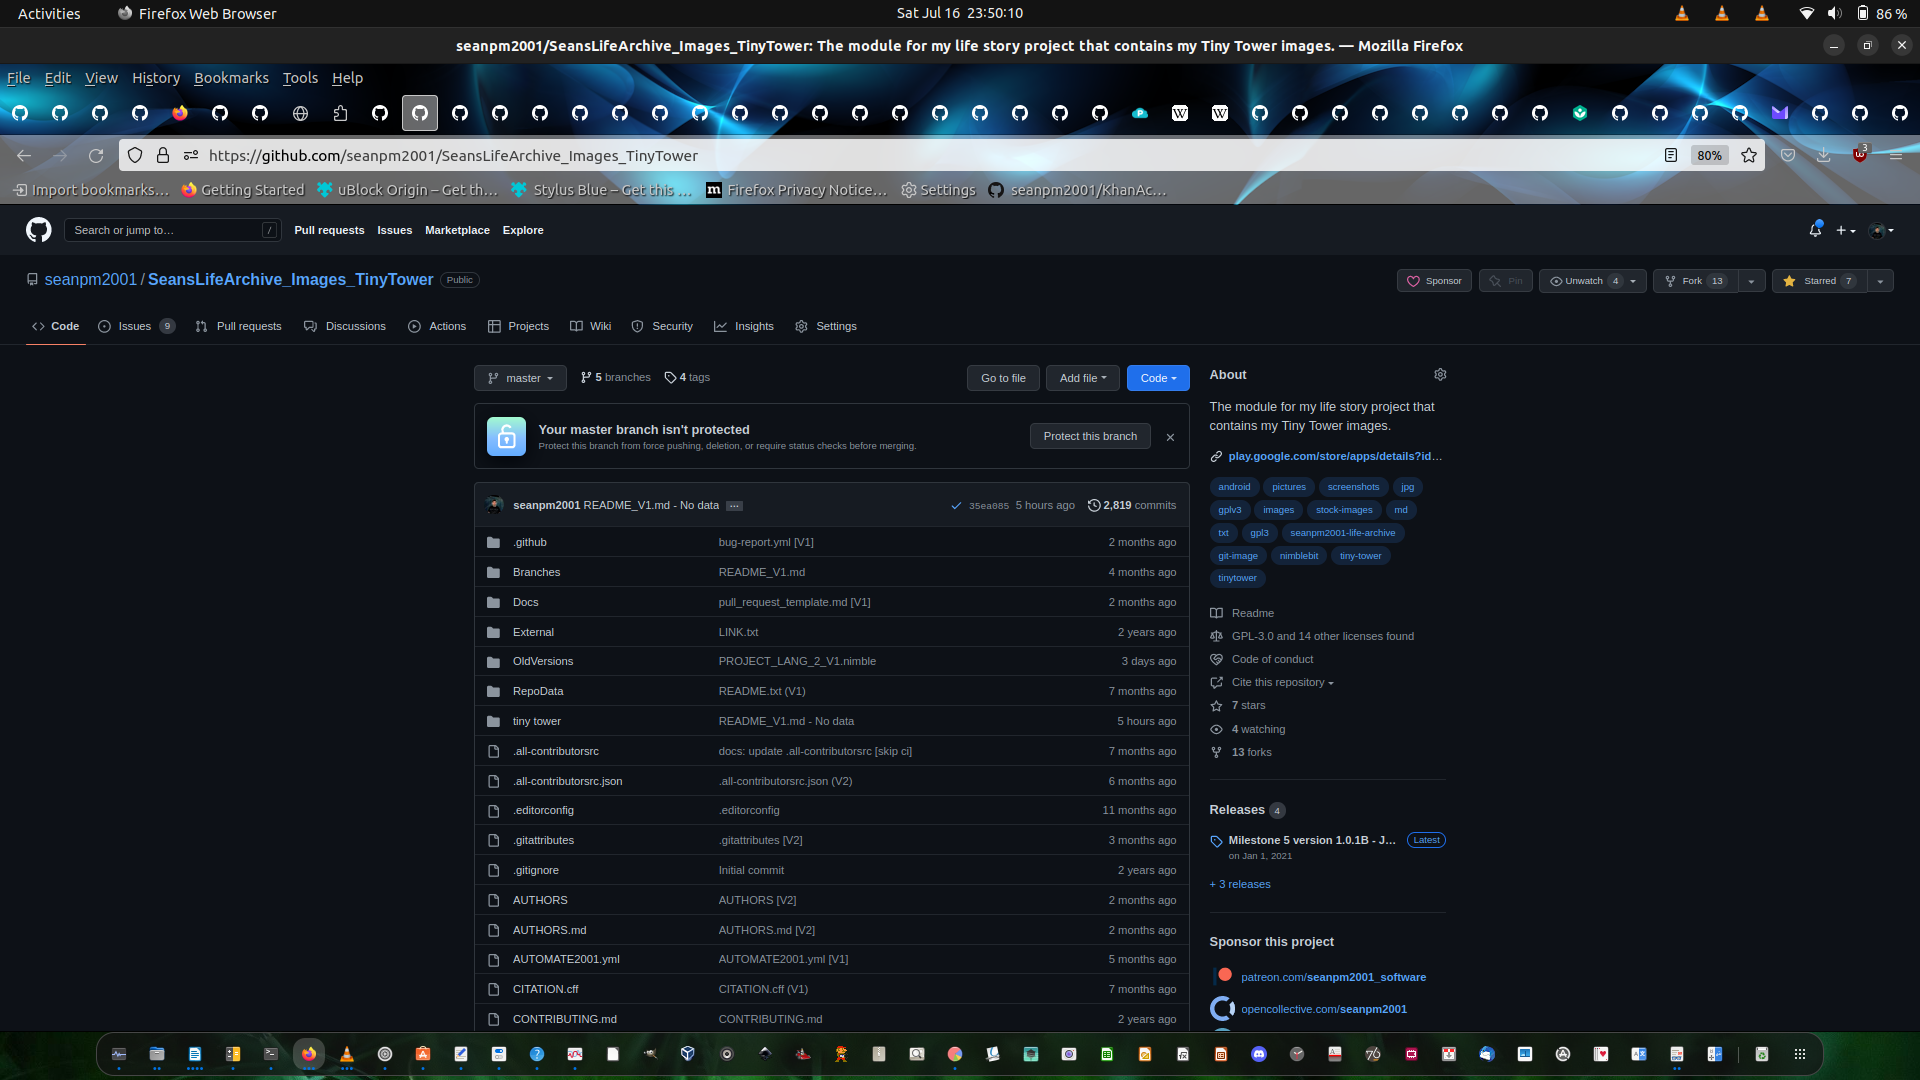 Activities Firefox Web Browser Sat Jul 16 23:50:10 86 %
seanpm2001/SeansLifeArchive_Images_TinyTower: The module for my life story project that contains my Tiny Tower images. — Mozilla Firefox
File Edit View History Bookmarks Tools Help
https://github.com/seanpm2001/SeansLifeArchive_Images_TinyTower 80% 3
Import bookmarks… Getting Started uBlock Origin – Get th… Stylus Blue – Get this … Firefox Privacy Notice… Settings seanpm2001/KhanAc…
Search or jump to… / Pull requests Issues Marketplace Explore
seanpm2001 / SeansLifeArchive_Images_TinyTower Public Sponsor Pin Unwatch 4 Fork 13 Starred 7
Code Issues 9 Pull requests Discussions Actions Projects Wiki Security Insights Settings
master 5 branches 4 tags Go to file Add file Code
Your master branch isn't protected
Protect this branch from force pushing, deletion, or require status checks before merging.
Protect this branch
seanpm2001 README_V1.md - No data … 35ea085 5 hours ago 2,819 commits
.github bug-report.yml [V1] 2 months ago
Branches README_V1.md 4 months ago
Docs pull_request_template.md [V1] 2 months ago
External LINK.txt 2 years ago
OldVersions PROJECT_LANG_2_V1.nimble 3 days ago
RepoData README.txt (V1) 7 months ago
tiny tower README_V1.md - No data 5 hours ago
.all-contributorsrc docs: update .all-contributorsrc [skip ci] 7 months ago
.all-contributorsrc.json .all-contributorsrc.json (V2) 6 months ago
.editorconfig .editorconfig 11 months ago
.gitattributes .gitattributes [V2] 3 months ago
.gitignore Initial commit 2 years ago
AUTHORS AUTHORS [V2] 2 months ago
AUTHORS.md AUTHORS.md [V2] 2 months ago
AUTOMATE2001.yml AUTOMATE2001.yml [V1] 5 months ago
CITATION.cff CITATION.cff (V1) 7 months ago
CONTRIBUTING.md CONTRIBUTING.md 2 years ago
About
The module for my life story project that
contains my Tiny Tower images.
play.google.com/store/apps/details?id…
android pictures screenshots jpg
gplv3 images stock-images md
txt gpl3 seanpm2001-life-archive
git-image nimblebit tiny-tower
tinytower
Readme
GPL-3.0 and 14 other licenses found
Code of conduct
Cite this repository
7 stars
4 watching
13 forks
Releases 4
Milestone 5 version 1.0.1B - J… Latest
on Jan 1, 2021
+ 3 releases
Sponsor this project
patreon.com/seanpm2001_software
opencollective.com/seanpm2001